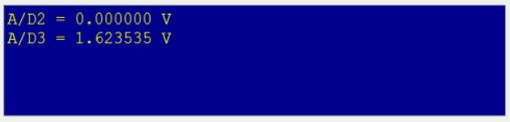 A/D2 = 0.000000 V
A/D3 = 1.623535 V